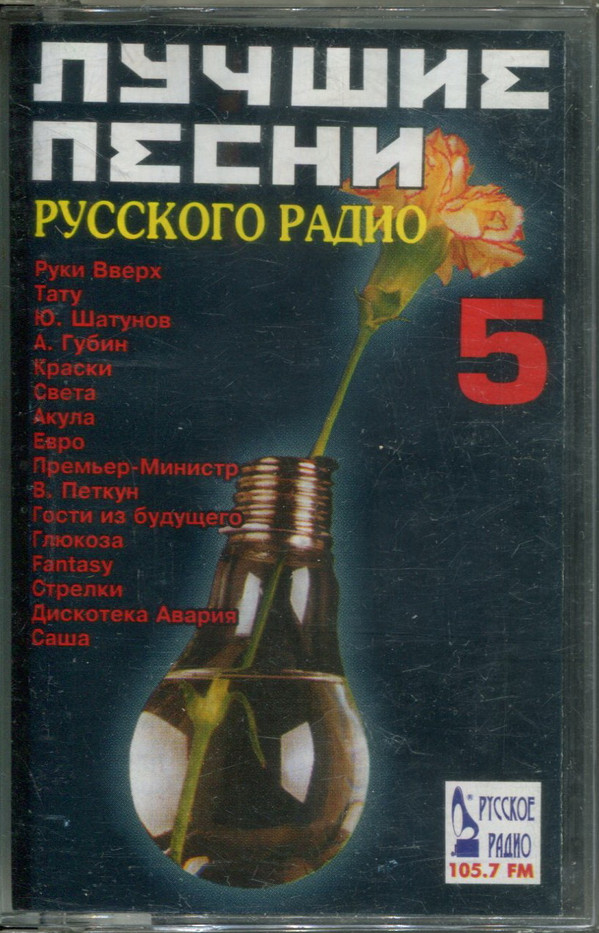 ЛУЧШИЕ
ПЕСНИ
РУССКОГО РАДИО
Руки Вверх
Тату
Ю. Шатунов
А. Губин
Краски
Света
Акула
Евро
Премьер-Министр
В. Петкун
Гости из будущего
Глюкоза
Fantasy
Стрелки
Дискотека Авария
Саша
5
РУССКОЕ
РАДИО
105.7 FM